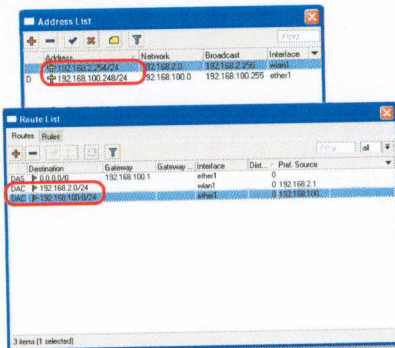 Address List
Find
Address Network Broadcast Interface
192.168.2.254/24 192.168.2.0 192.168.2.255 wlan1
D 192.168.100.248/24 192.168.100.0 192.168.100.255 ether1
Route List
Routes Rules
Find all
Destination Gateway Gateway ... Interface Dist... Pref. Source
DAS 0.0.0.0/0 192.168.100.1 ether1 0
DAC 192.168.2.0/24 wlan1 0 192.168.2.1
DAC 192.168.100.0/24 ether1 0 192.168.100.
3 items (1 selected)